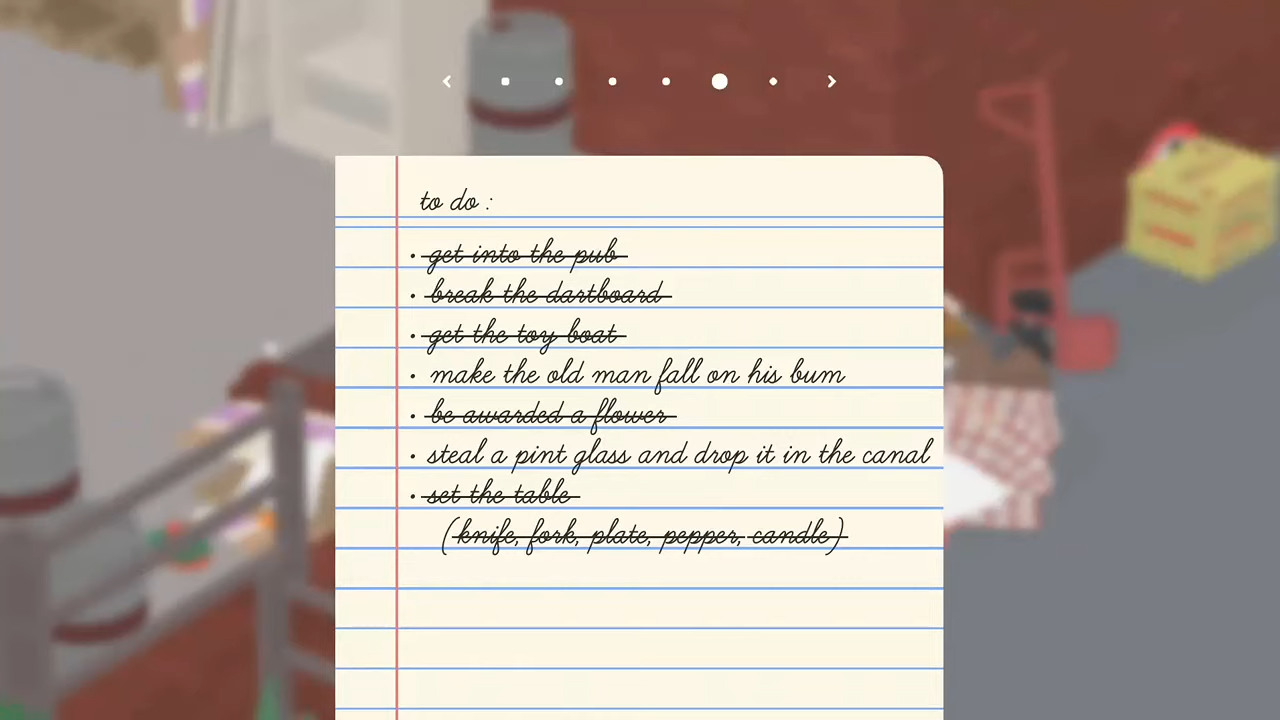 to do :
• get into the pub
• break the dartboard
• get the toy boat
• make the old man fall on his bum
• be awarded a flower
• steal a pint glass and drop it in the canal
• set the table
(knife, fork, plate, pepper, candle)